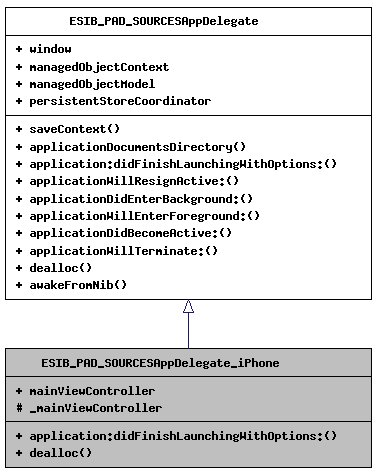 ESIB_PAD_SOURCESAppDelegate
+ window
+ managedObjectContext
+ managedObjectModel
+ persistentStoreCoordinator
+ saveContext()
+ applicationDocumentsDirectory()
+ application:didFinishLaunchingWithOptions:()
+ applicationWillResignActive:()
+ applicationDidEnterBackground:()
+ applicationWillEnterForeground:()
+ applicationDidBecomeActive:()
+ applicationWillTerminate:()
+ dealloc()
+ awakeFromNib()
ESIB_PAD_SOURCESAppDelegate_iPhone
+ mainViewController
# _mainViewController
+ application:didFinishLaunchingWithOptions:()
+ dealloc()